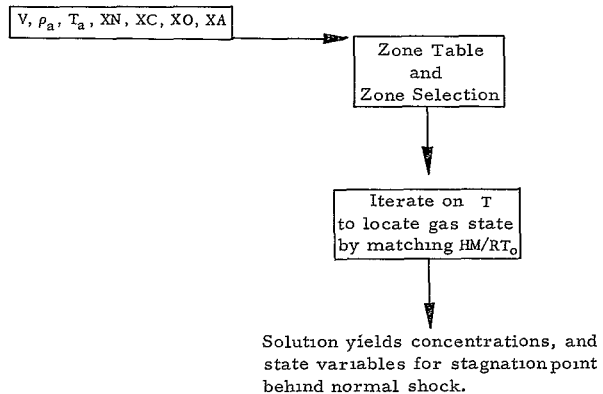 V, ρₐ, Tₐ, XN, XC, XO, XA
Zone Table
and
Zone Selection
Iterate on T
to locate gas state
by matching HM/RTₒ
Solution yields concentrations, and
state variables for stagnation point
behind normal shock.